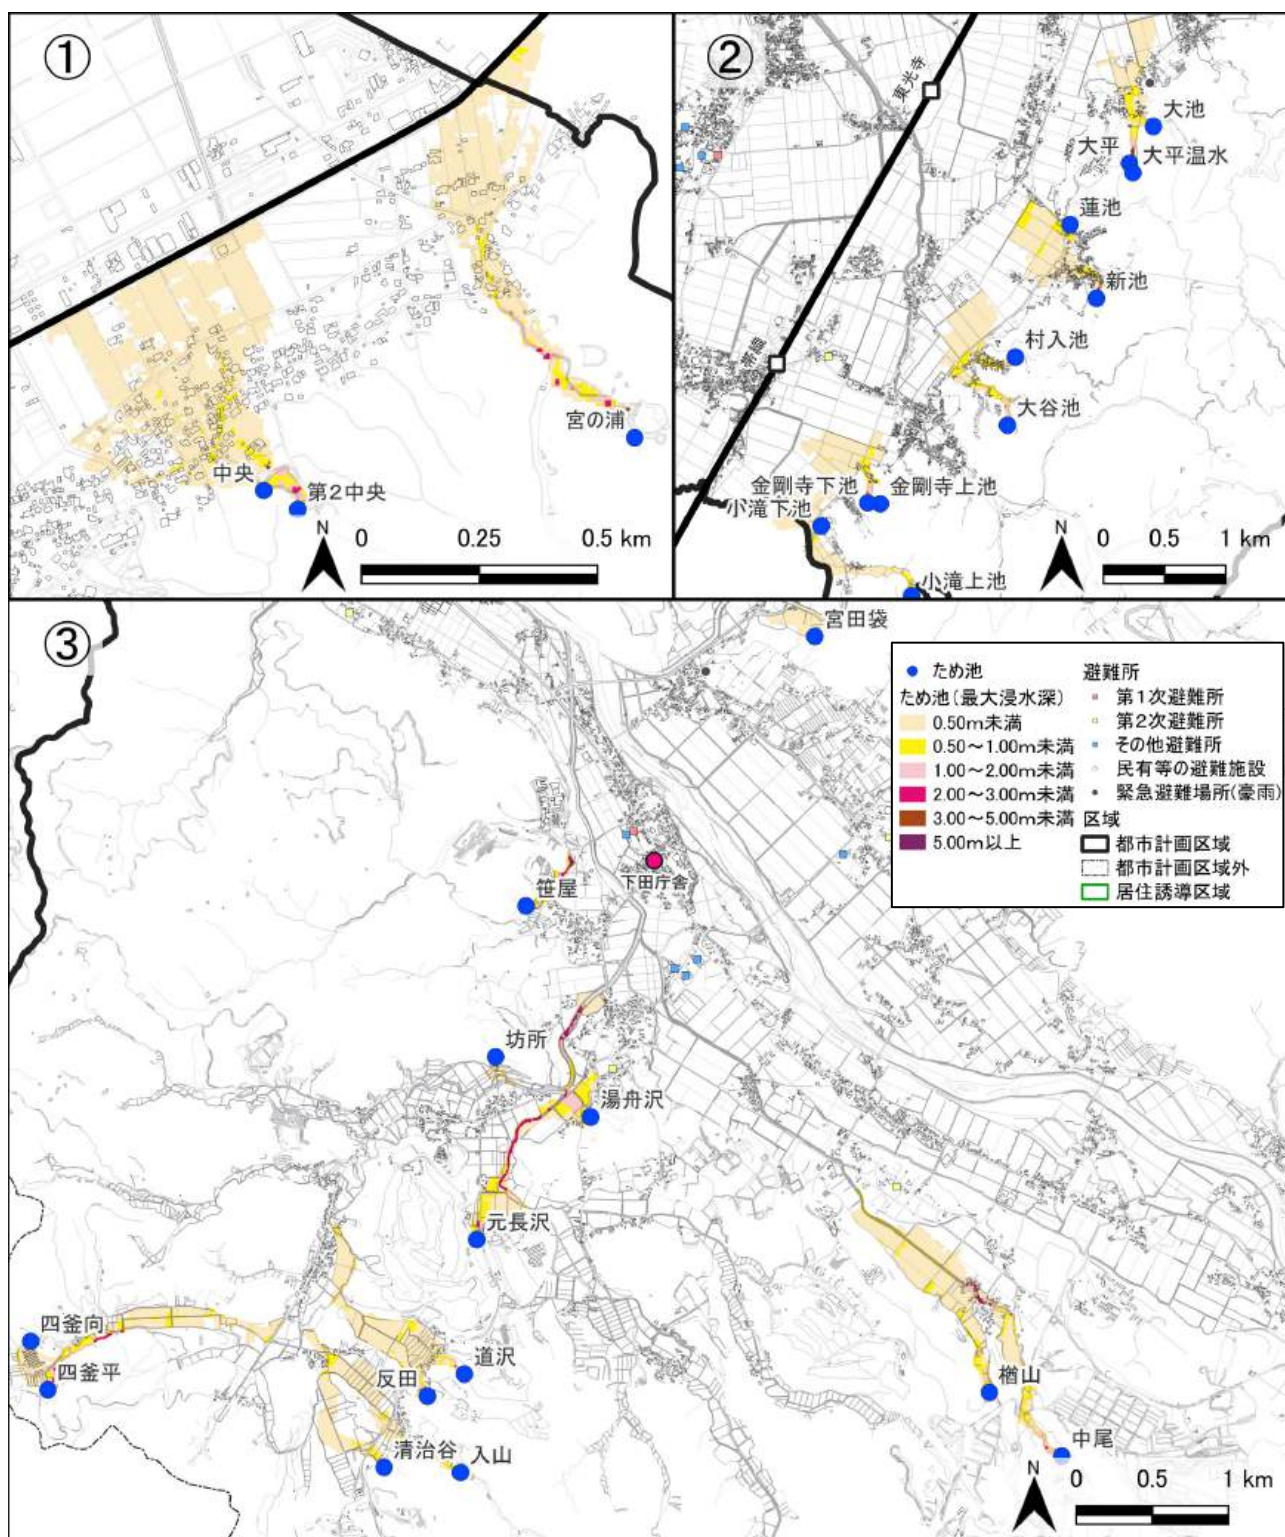 ①
宮の浦
中央
第2中央
N
0 0.25 0.5 km
②
東光寺
大池
大平
大平温水
蓮池
新池
帯織
村入池
大谷池
金剛寺下池
金剛寺上池
小滝下池
小滝上池
N
0 0.5 1 km
③
宮田袋
ため池
ため池(最大浸水深)
0.50m未満
0.50～1.00m未満
1.00～2.00m未満
2.00～3.00m未満
3.00～5.00m未満
5.00m以上
避難所
第1次避難所
第2次避難所
その他避難所
民有等の避難施設
緊急避難場所(豪雨)
区域
都市計画区域
都市計画区域外
居住誘導区域
下田庁舎
笹屋
坊所
湯舟沢
元長沢
四釜向
四釜平
道沢
反田
楢山
清治谷
入山
中尾
N
0 0.5 1 km